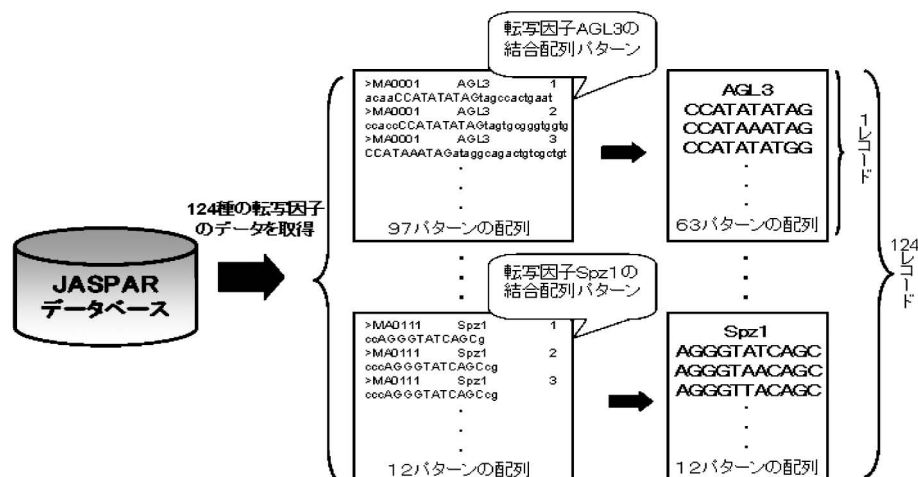 転写因子AGL3の
結合配列パターン
>MA0001 AGL3 1
acaaCCATATATAGtagccactgaat
>MA0001 AGL3 2
ccaccCCATATATAGtagtgcgggtggtg
>MA0001 AGL3 3
CCATAAATAGataggcagactgtcgctgt
97パターンの配列
AGL3
CCATATATAG
CCATAAATAG
CCATATATGG
63パターンの配列
1レコード
124レコード
124種の転写因子
のデータを取得
JASPAR
データベース
転写因子Spz1の
結合配列パターン
>MA0111 Spz1 1
ccAGGGTATCAGCg
>MA0111 Spz1 2
cccAGGGTATCAGCcg
>MA0111 Spz1 3
cccAGGGTATCAGCcg
12パターンの配列
Spz1
AGGGTATCAGC
AGGGTAACAGC
AGGGTTACAGC
12パターンの配列